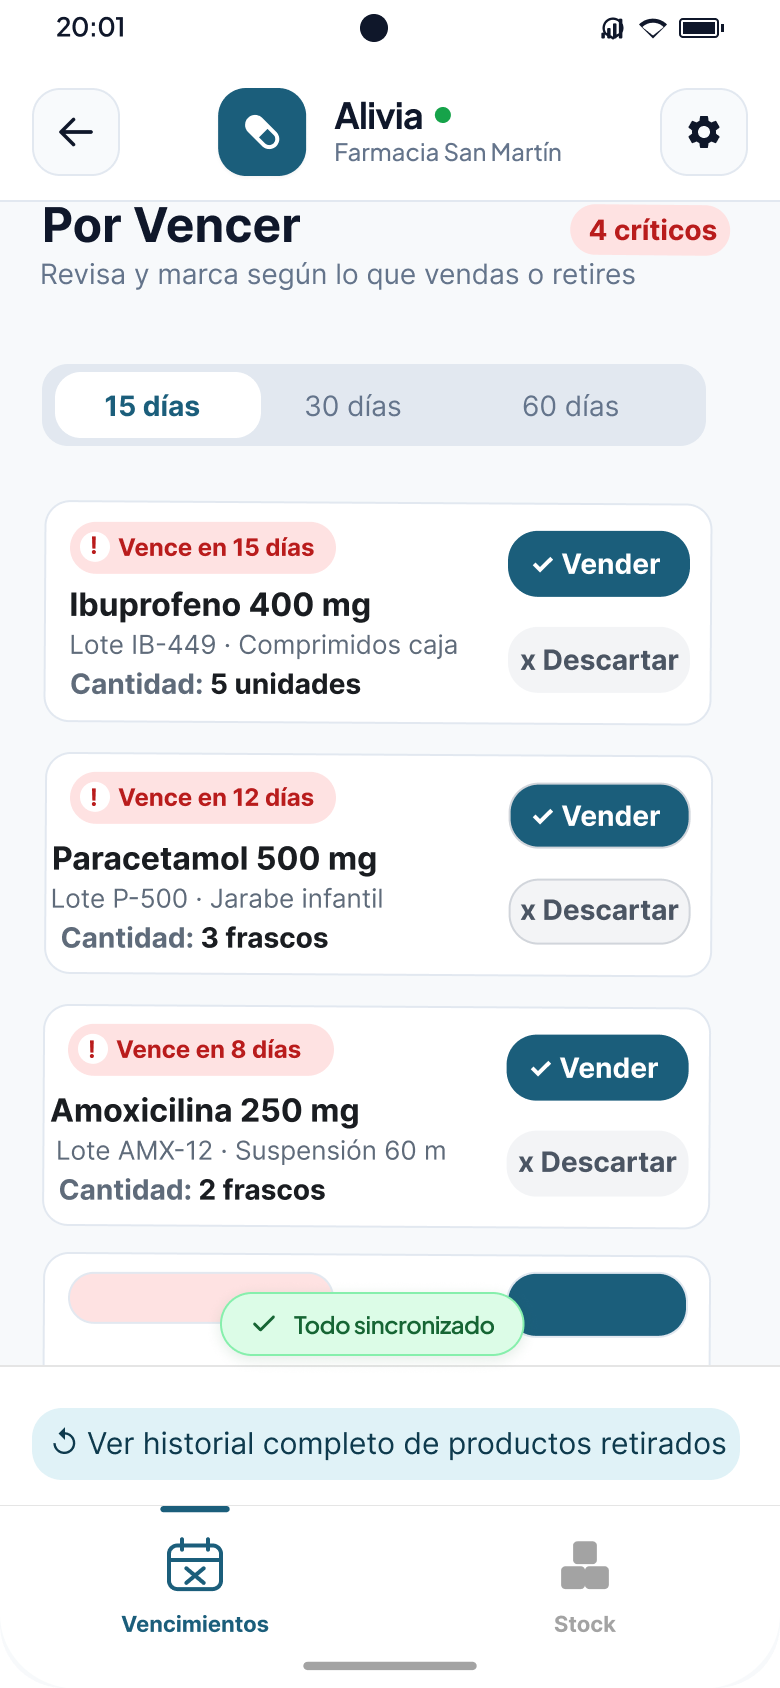 20:01
Alivia
Farmacia San Martín
Por Vencer
4 críticos
Revisa y marca según lo que vendas o retires
15 días
30 días
60 días
! Vence en 15 días
✓ Vender
Ibuprofeno 400 mg
Lote IB-449 · Comprimidos caja
x Descartar
Cantidad: 5 unidades
! Vence en 12 días
✓ Vender
Paracetamol 500 mg
Lote P-500 · Jarabe infantil
x Descartar
Cantidad: 3 frascos
! Vence en 8 días
✓ Vender
Amoxicilina 250 mg
Lote AMX-12 · Suspensión 60 m
x Descartar
Cantidad: 2 frascos
✓ Todo sincronizado
Ver historial completo de productos retirados
Vencimientos
Stock